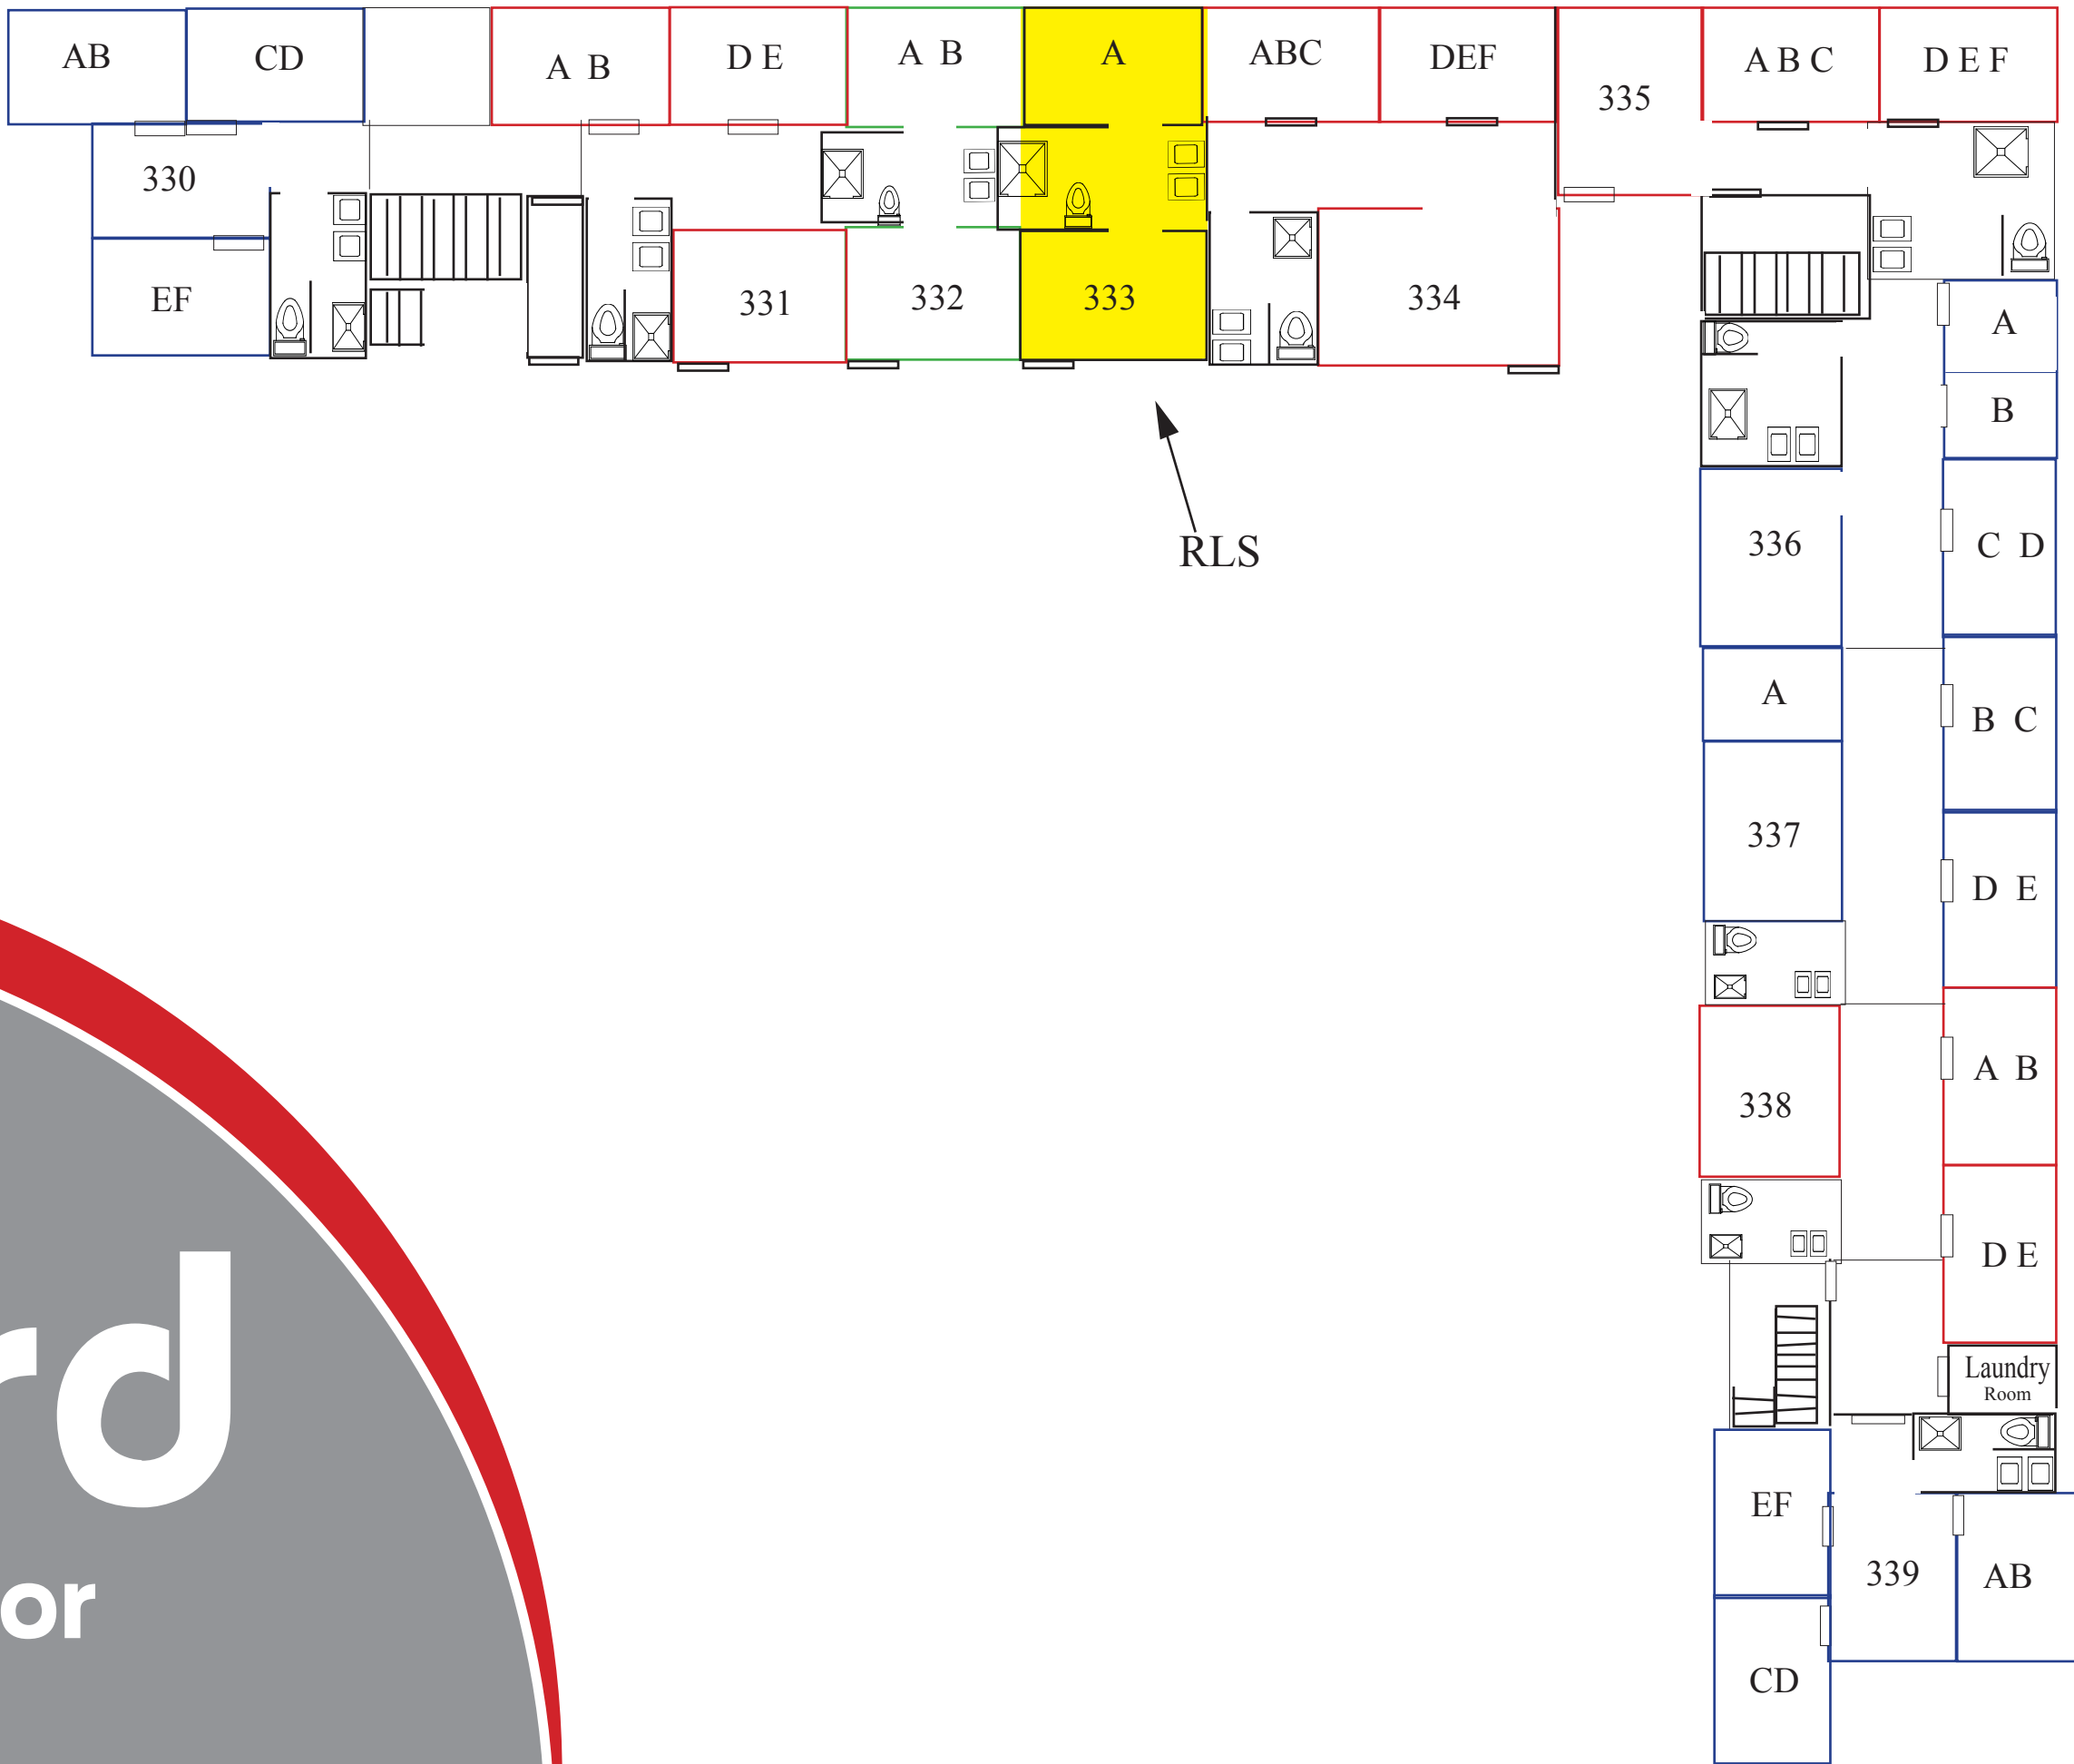 AB CD A B D E A B A ABC DEF A B C D E F
335
330
EF 331 332 333 334
A
B
RLS
336 C D
A B C
337
D E
338 A B
D E
Laundry
Room
EF
339 AB
CD
rd
or